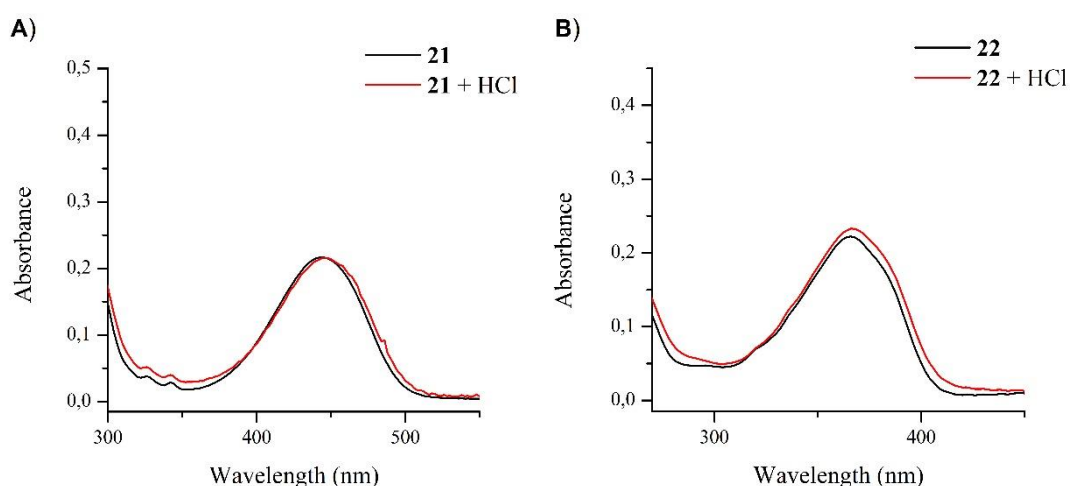 A)
21
21 + HCl
0,5
0,4
0,3
0,2
0,1
0,0
Absorbance
300
400
500
Wavelength (nm)
B)
22
22 + HCl
0,4
0,3
0,2
0,1
0,0
Absorbance
300
400
Wavelength (nm)